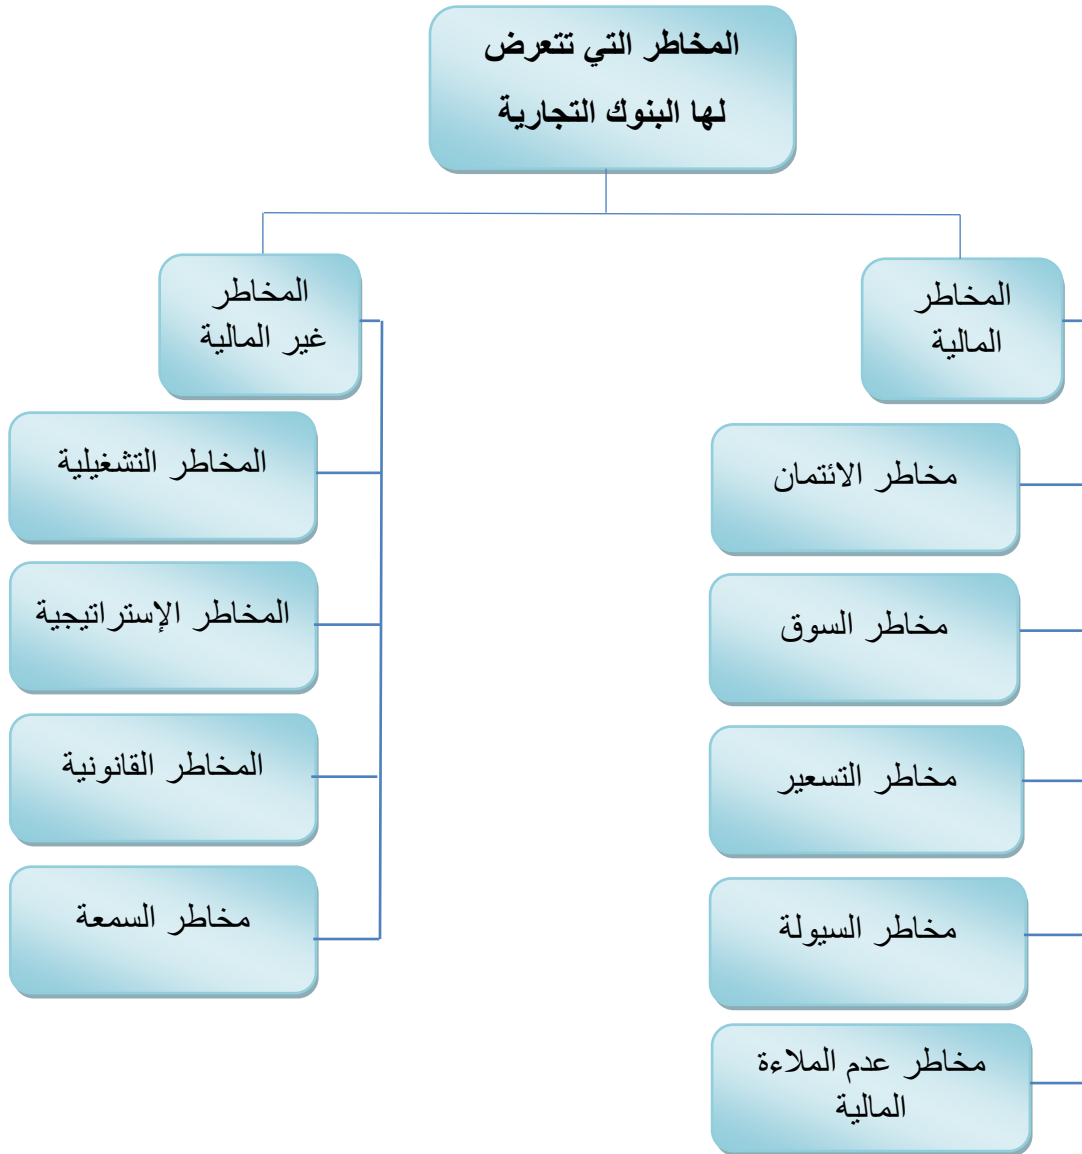 المخاطر التي تتعرض
لها البنوك التجارية
المخاطر
المالية
مخاطر الائتمان
مخاطر السوق
مخاطر التسعير
مخاطر السيولة
مخاطر عدم الملاءة
المالية
المخاطر
غير المالية
المخاطر التشغيلية
المخاطر الإستراتيجية
المخاطر القانونية
مخاطر السمعة